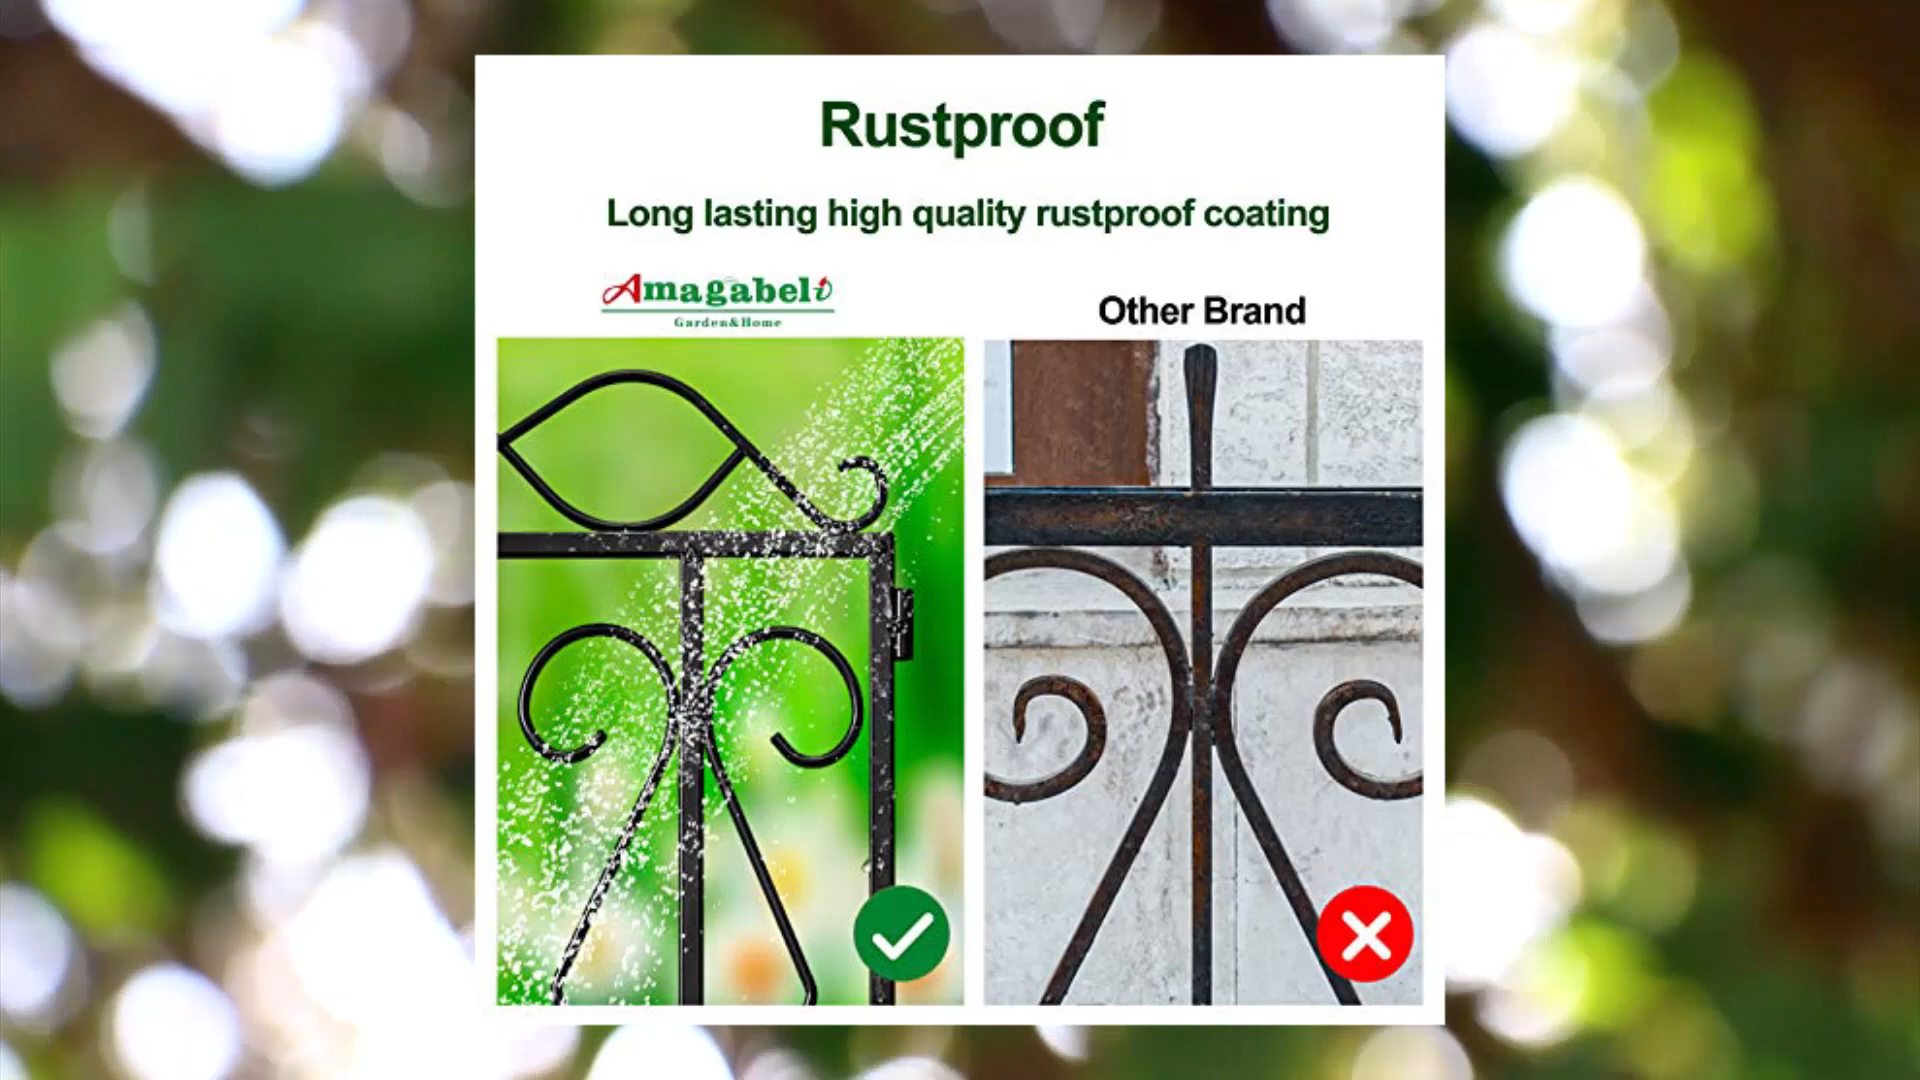 Rustproof
Long lasting high quality rustproof coating
Amagabeli
Garden&Home
Other Brand